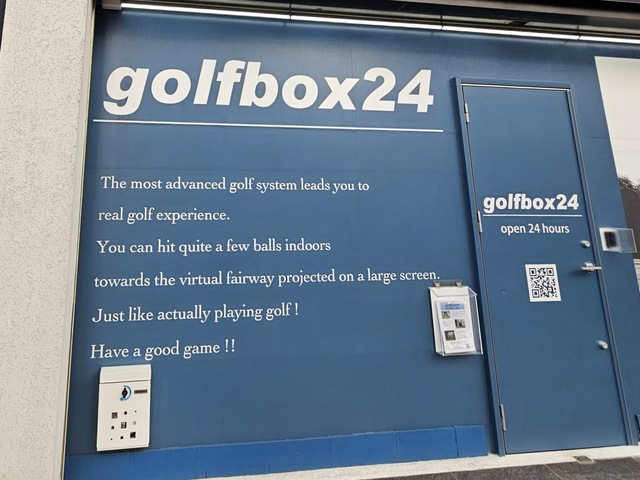 golfbox24
The most advanced golf system leads you to
real golf experience.
You can hit quite a few balls indoors
towards the virtual fairway projected on a large screen.
Just like actually playing golf !
Have a good game !!
golfbox24
open 24 hours